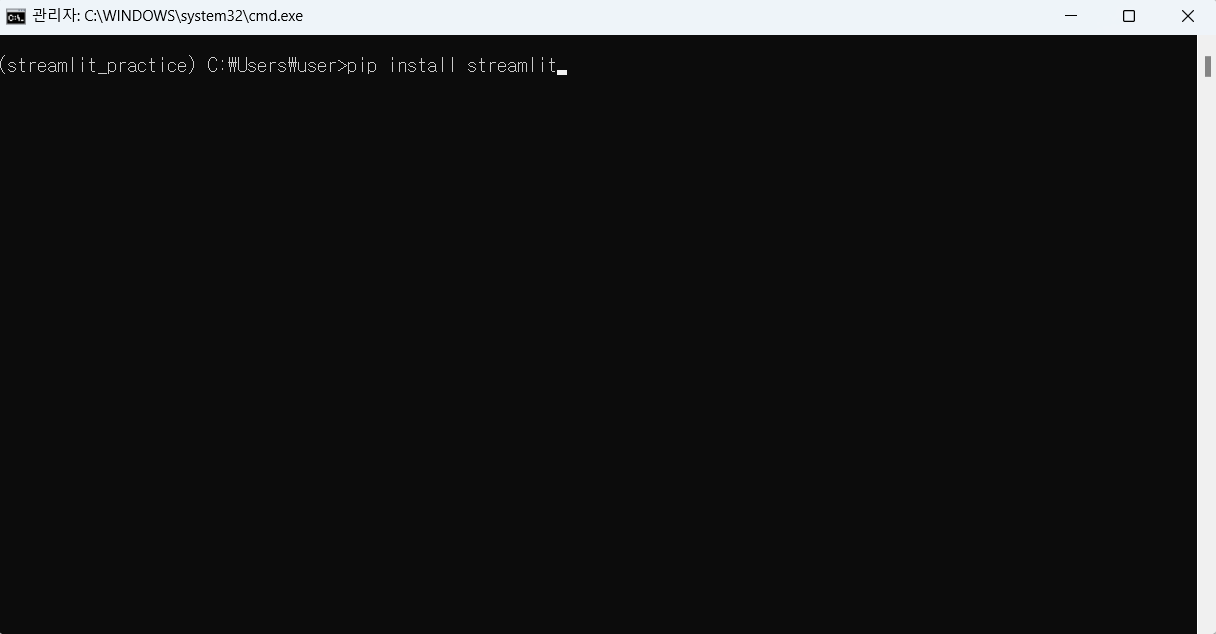 관리자: C:\WINDOWS\system32\cmd.exe
(streamlit_practice) C:₩Users₩user>pip install streamlit